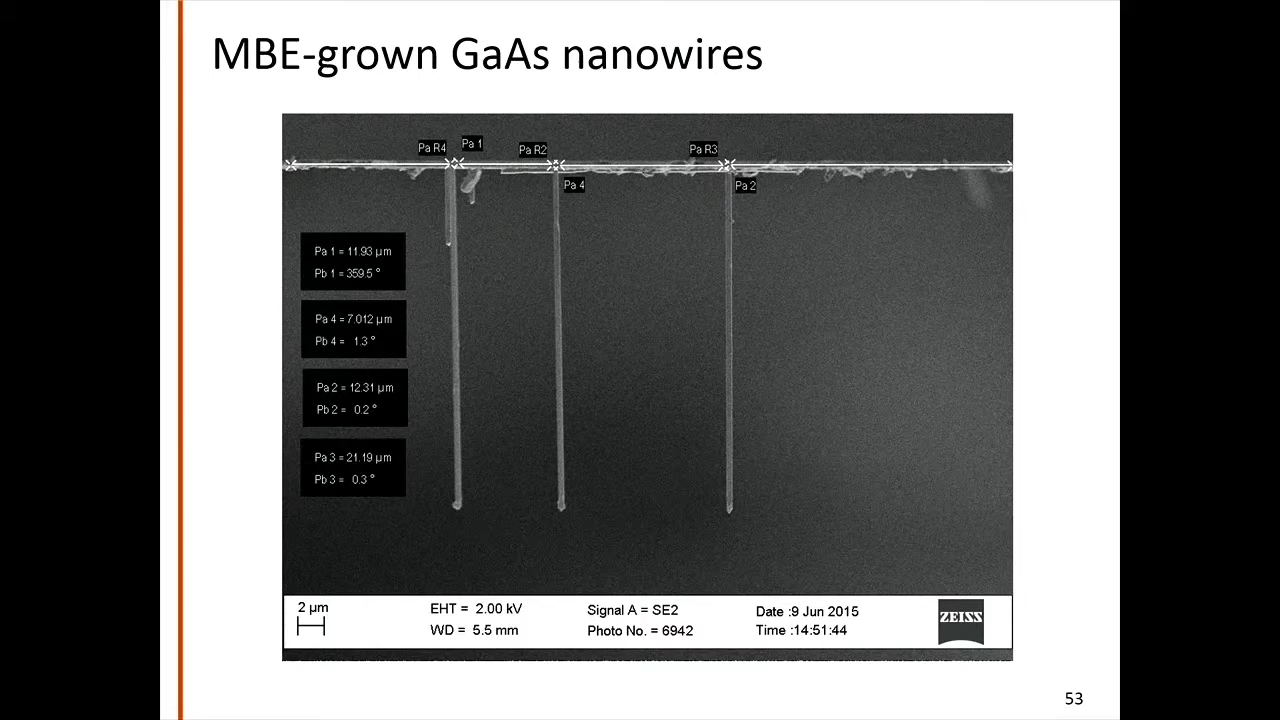 MBE-grown GaAs nanowires
Pa R4
Pa 1
Pa R2
Pa R3
Pa 4
Pa 2
Pa 1 = 11.93 µm
Pb 1 = 359.5 °
Pa 4 = 7.012 µm
Pb 4 = 1.3 °
Pa 2 = 12.31 µm
Pb 2 = 0.2 °
Pa 3 = 21.19 µm
Pb 3 = 0.3 °
2 µm
EHT = 2.00 kV
WD = 5.5 mm
Signal A = SE2
Photo No. = 6942
Date :9 Jun 2015
Time :14:51:44
ZEISS
53